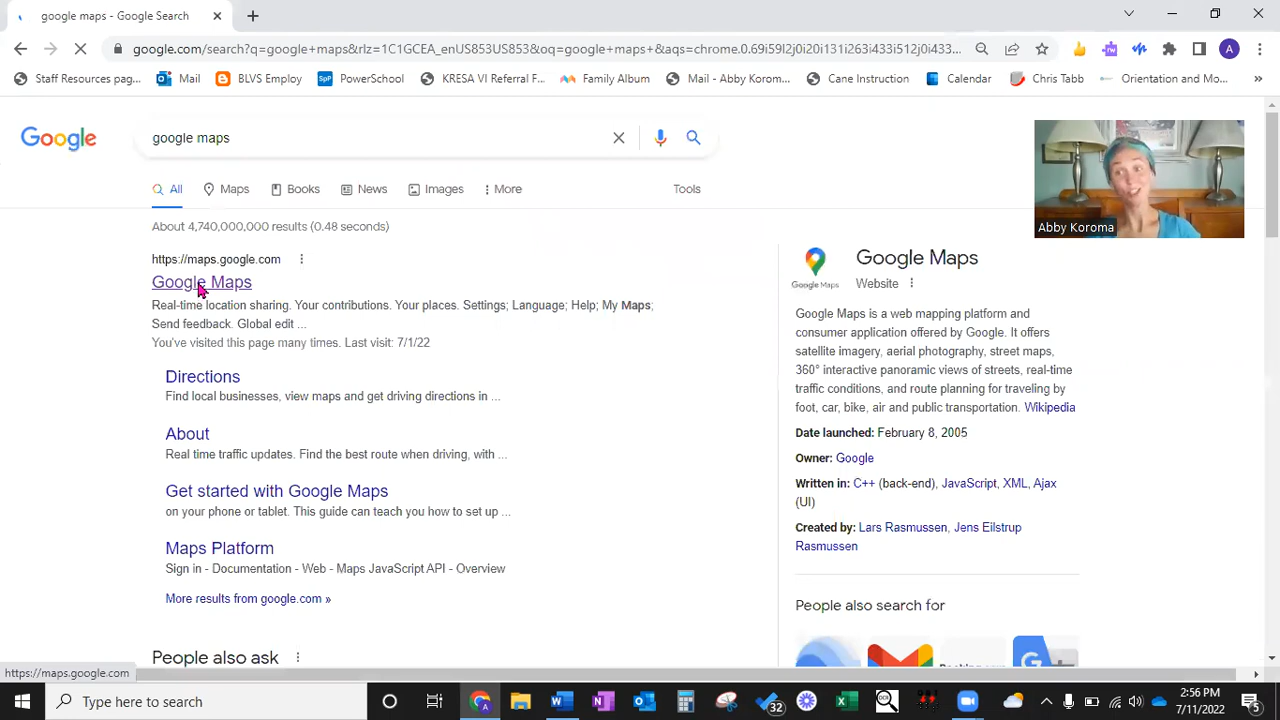 google maps - Google Search
google.com/search?q=google+maps&rlz=1C1GCEA_enUS853US853&oq=google+maps+&aqs=chrome.0.69i59l2j0i20i131i263i433i512j0i433...
Staff Resources pag...
Mail
BLVS Employ
SpP
PowerSchool
KRESA VI Referral F...
Family Album
Mail - Abby Korom...
Cane Instruction
Calendar
Chris Tabb
Orientation and Mo...
»
A
Google
google maps
All
Maps
Books
News
Images
More
Tools
About 4,740,000,000 results (0.48 seconds)
https://maps.google.com
Google Maps
Real-time location sharing. Your contributions. Your places. Settings; Language; Help; My Maps;
Send feedback. Global edit ...
You've visited this page many times. Last visit: 7/1/22
Directions
Find local businesses, view maps and get driving directions in ...
About
Real time traffic updates. Find the best route when driving, with ...
Get started with Google Maps
on your phone or tablet. This guide can teach you how to set up ...
Maps Platform
Sign in - Documentation - Web - Maps JavaScript API - Overview
More results from google.com »
People also ask
Abby Koroma
Google Maps
Google Maps
Website
Google Maps is a web mapping platform and
consumer application offered by Google. It offers
satellite imagery, aerial photography, street maps,
360° interactive panoramic views of streets, real-time
traffic conditions, and route planning for traveling by
foot, car, bike, air and public transportation. Wikipedia
Date launched: February 8, 2005
Owner: Google
Written in: C++ (back-end), JavaScript, XML, Ajax
(UI)
Created by: Lars Rasmussen, Jens Eilstrup
Rasmussen
People also search for
https://maps.google.com
Type here to search
32
2:56 PM
7/11/2022
5